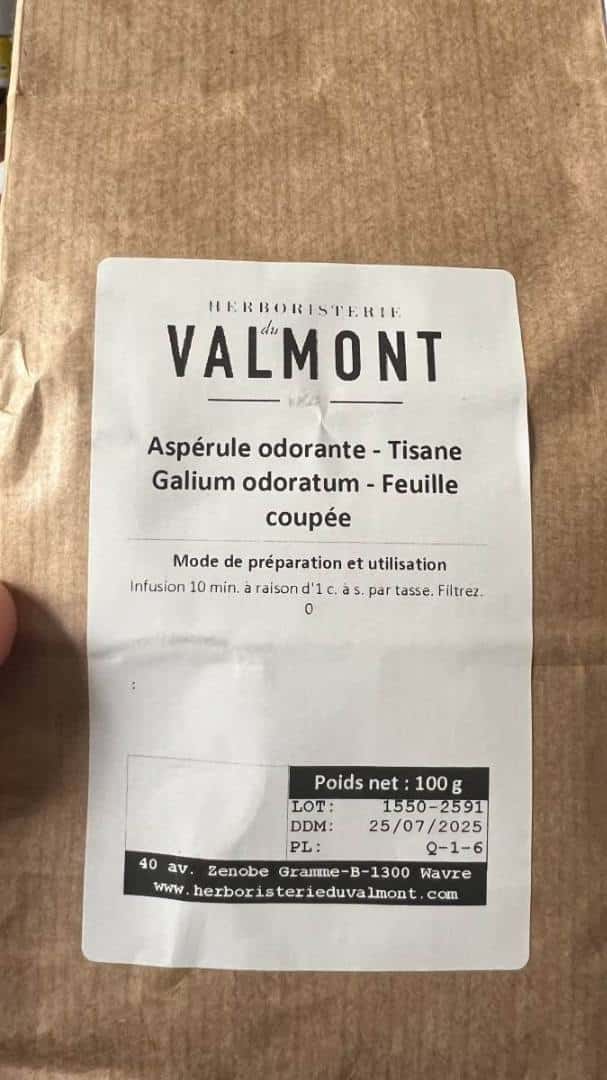 HERBORISTERIE
du
VALMONT
Aspérule odorante - Tisane
Galium odoratum - Feuille
coupée
Mode de préparation et utilisation
Infusion 10 min. à raison d'1 c. à s. par tasse. Filtrez.
0
:
Poids net : 100 g
LOT: 1550-2591
DDM: 25/07/2025
PL: Q-1-6
40 av. Zenobe Gramme-B-1300 Wavre
www.herboristerieduvalmont.com